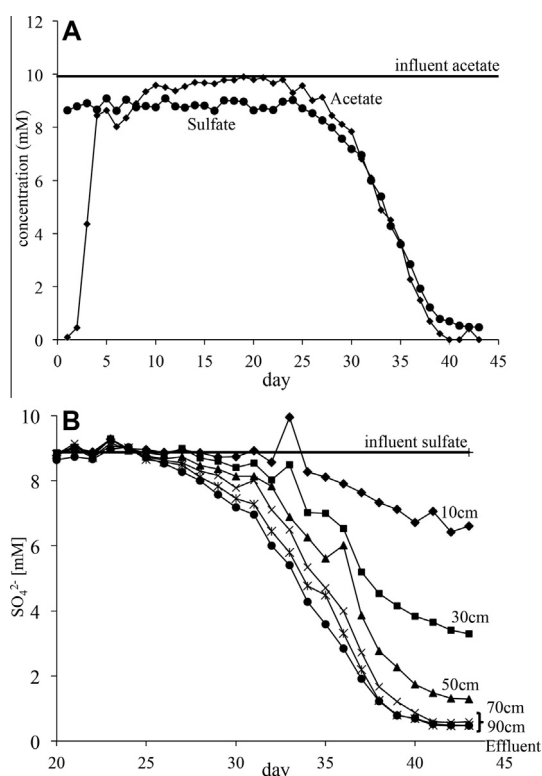 A
12
10
8
6
4
2
0
concentration (mM)
influent acetate
Acetate
Sulfate
0 5 10 15 20 25 30 35 40 45
day
B
10
8
6
4
2
0
SO₄²⁻ [mM]
influent sulfate
10cm
30cm
50cm
70cm
90cm
Effluent
20 25 30 35 40 45
day